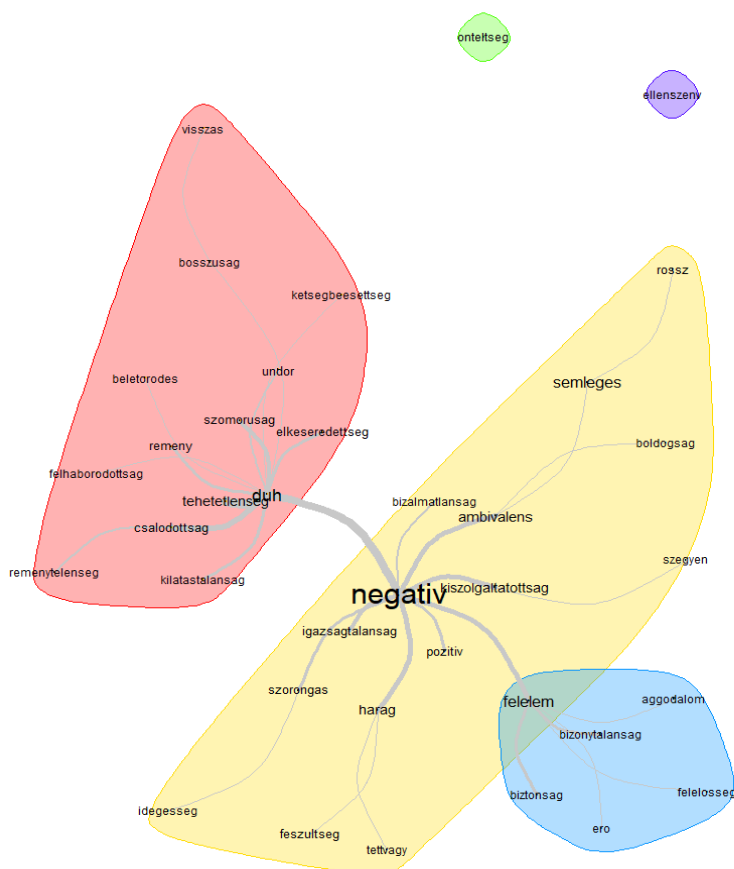 onteltseg
ellenszenv
visszas
bosszusag
rossz
ketsegbeesettseg
undor
beletorodes
semleges
szomorusag
elkeseredettseg
remeny
boldogsag
felhaborodottsag
duh
tehetetlenseg
bizalmatlansag
ambivalens
csalodottsag
remenytelenseg
kilatastalansag
szegyen
kiszolgaltatottsag
negativ
igazsagtalansag
pozitiv
szorongas
harag
felelem
aggodalom
bizonytalansag
biztonsag
felelosseg
idegesseg
feszultseg
ero
tettvagy